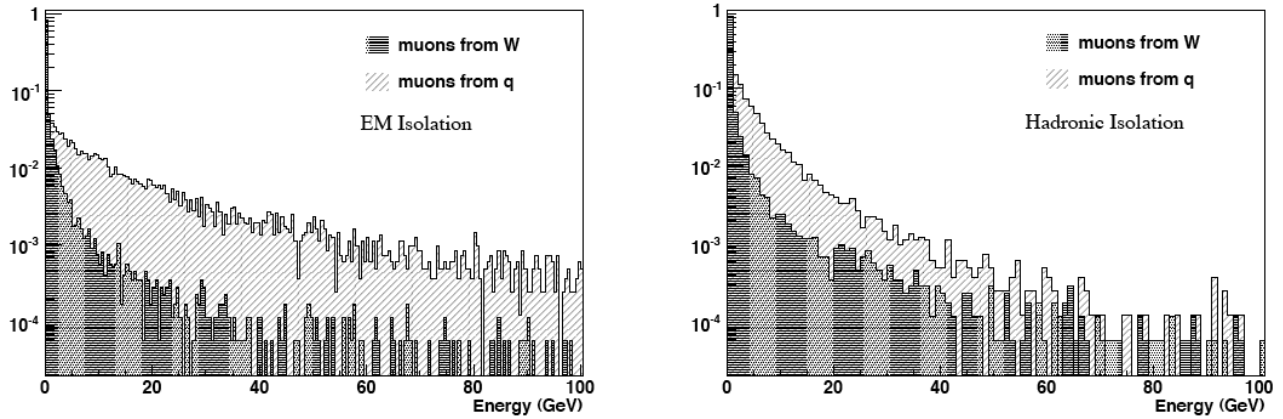 1
10-1
10-2
10-3
10-4
muons from W
muons from q
EM Isolation
0 20 40 60 80 100
Energy (GeV)
1
10-1
10-2
10-3
10-4
muons from W
muons from q
Hadronic Isolation
0 20 40 60 80 100
Energy (GeV)